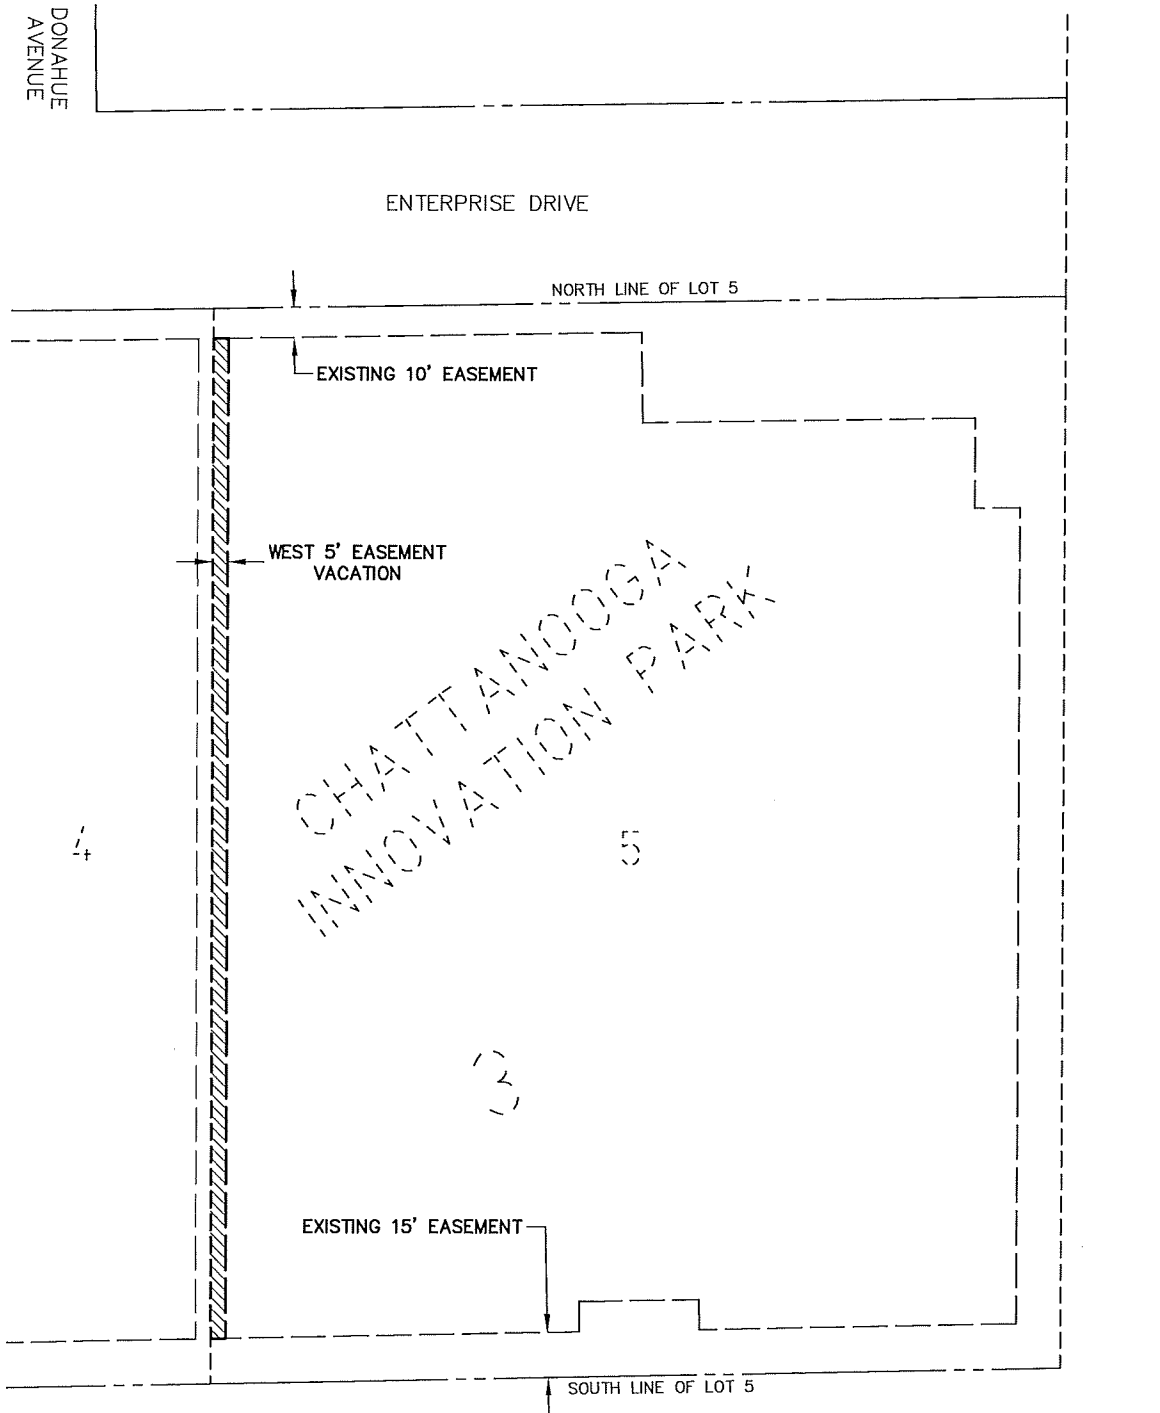 DONAHUE
AVENUE
ENTERPRISE DRIVE
NORTH LINE OF LOT 5
EXISTING 10' EASEMENT
WEST 5' EASEMENT
VACATION
CHATTANOOGA
INNOVATION PARK
4
5
3
EXISTING 15' EASEMENT
SOUTH LINE OF LOT 5